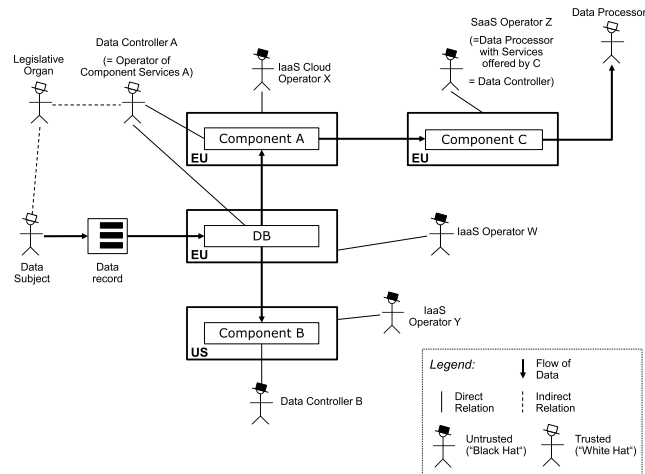 Data Processor
SaaS Operator Z
(=Data Processor
with Services
offered by C
= Data Controller)
Data Controller A
(= Operator of
Component Services A)
Legislative
Organ
IaaS Cloud
Operator X
Component A
EU
Component C
EU
DB
EU
IaaS Operator W
Data
Subject
Data
record
IaaS
Operator Y
Component B
US
Data Controller B
Legend:
Flow of
Data
Direct
Relation
Indirect
Relation
Untrusted
("Black Hat“)
Trusted
("White Hat“)